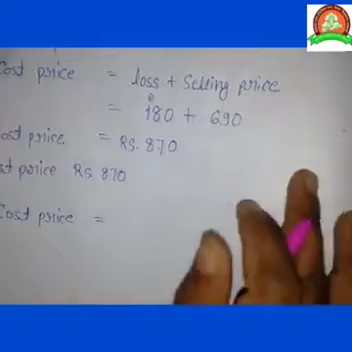 Cost price = loss + Selling price
= 180 + 690
Cost price = Rs. 870
Cost price Rs. 870
Cost price =